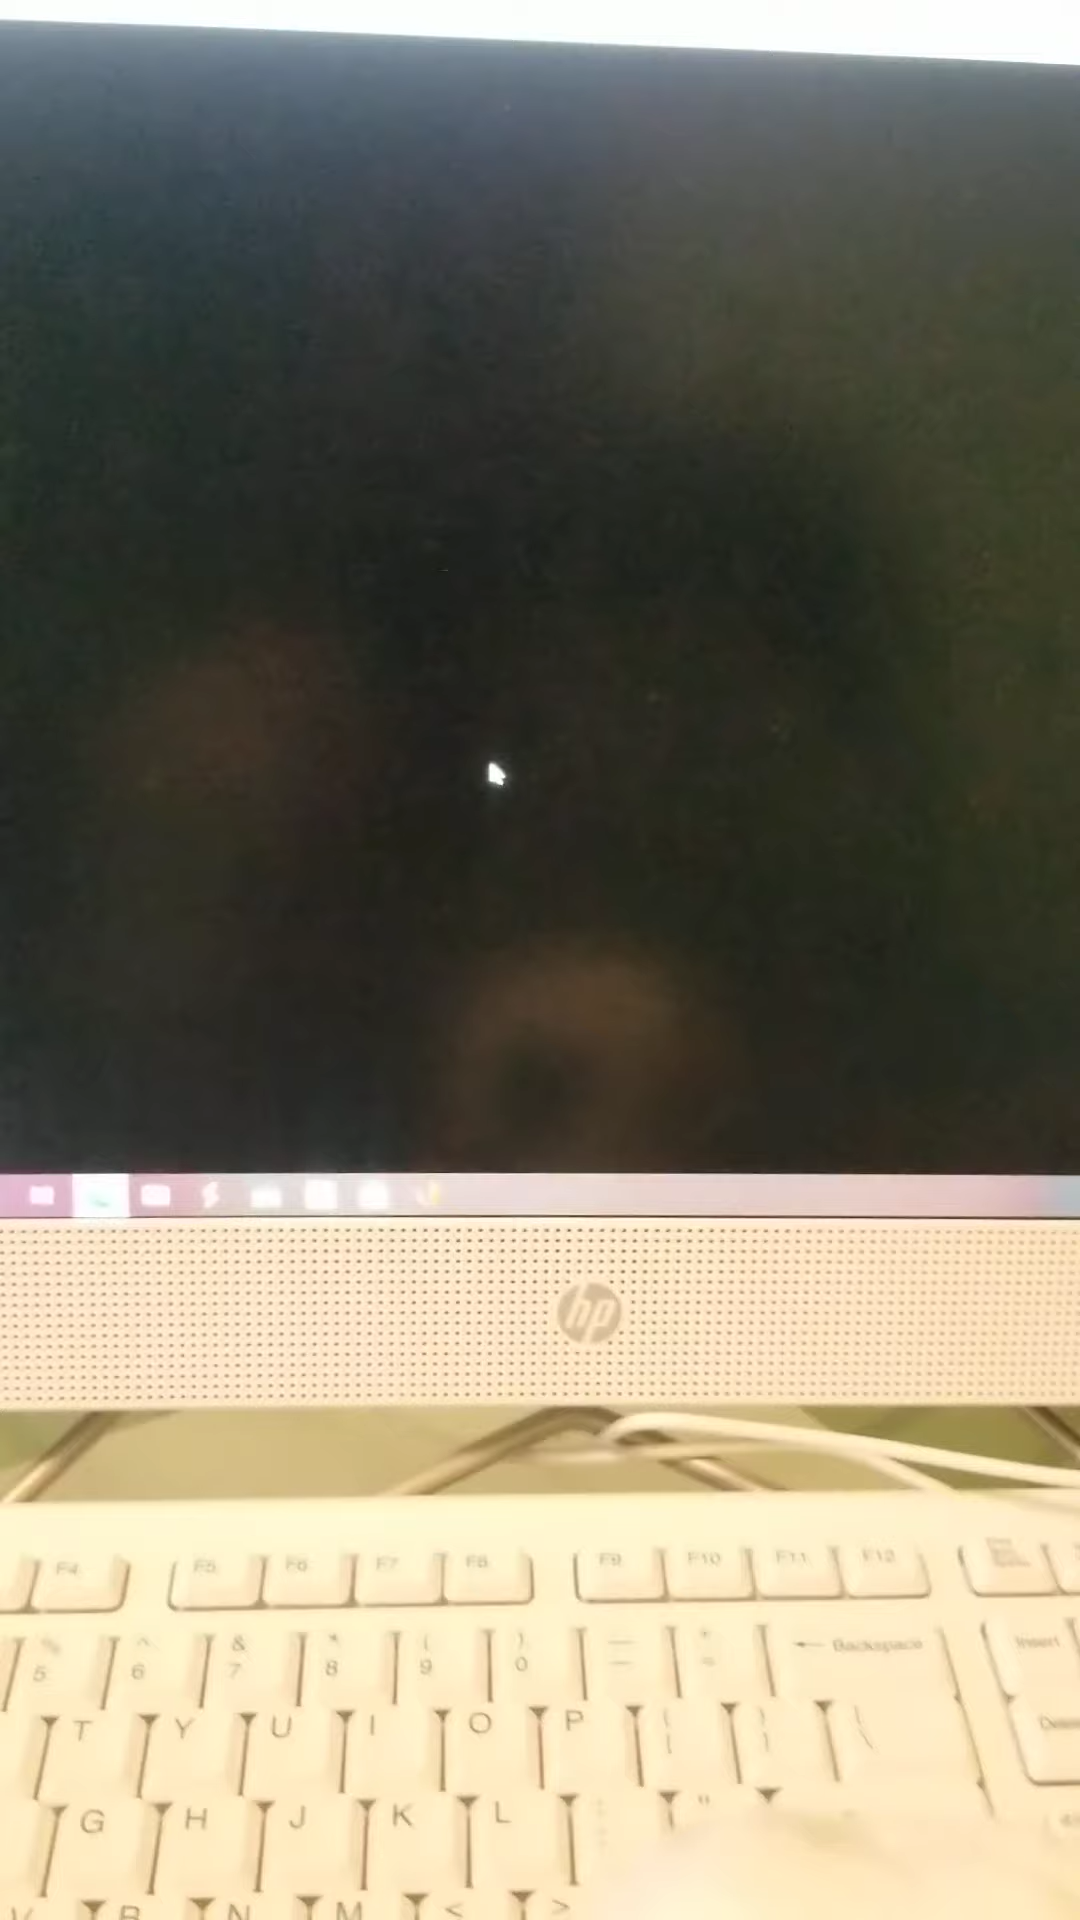 hp
F4 F5 F6 F7 F8 F9 F10 F11 F12
% ^ & * ( )
5 6 7 8 9 0 Backspace Insert
T Y U I O P
G H J K L "
B N M < >